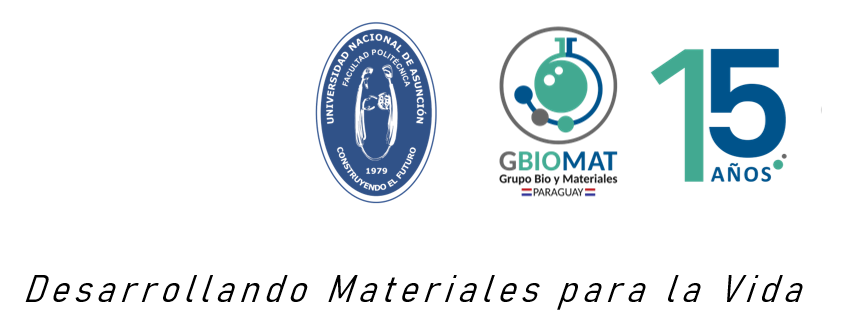 UNIVERSIDAD NACIONAL DE ASUNCIÓN
FACULTAD POLITÉCNICA
1979
CONSTRUYENDO EL FUTURO
GBIOMAT
Grupo Bio y Materiales
PARAGUAY
15
AÑOS
Desarrollando Materiales para la Vida